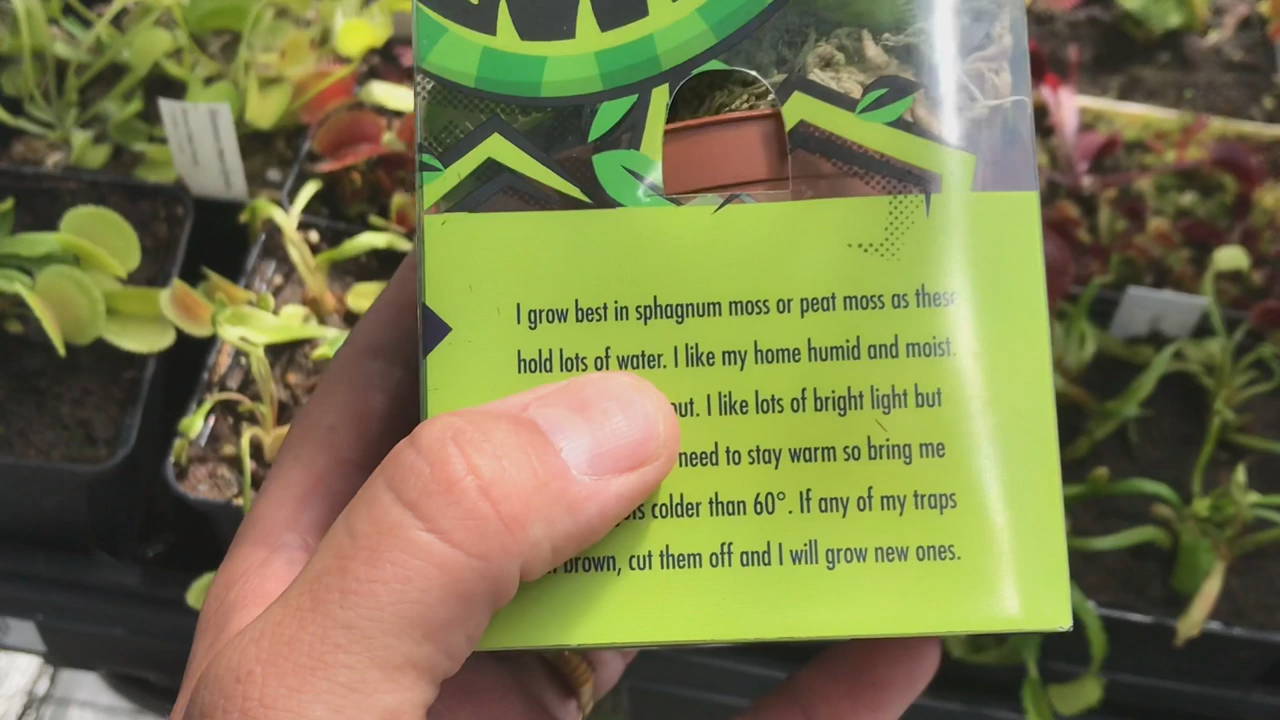 I grow best in sphagnum moss or peat moss as these
hold lots of water. I like my home humid and moist.
I like lots of bright light but
need to stay warm so bring me
colder than 60°. If any of my traps
brown, cut them off and I will grow new ones.